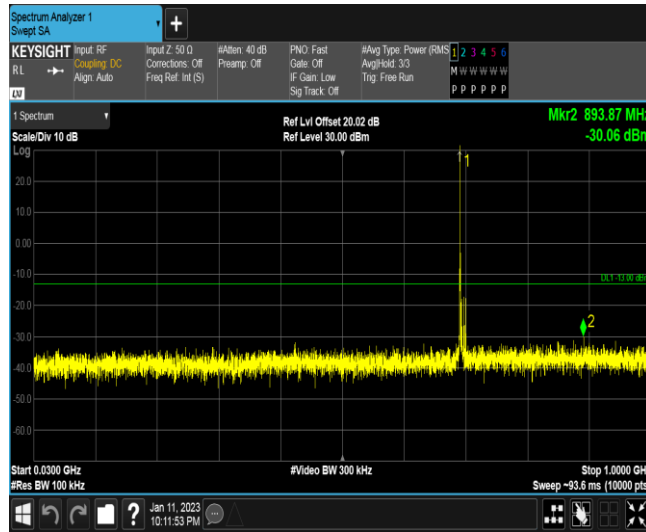 Spectrum Analyzer 1
Swept SA
KEYSIGHT
RL
LXI
Input: RF
Coupling: DC
Align: Auto
Input Z: 50 Ω
Corrections: Off
Freq Ref: Int (S)
#Atten: 40 dB
Preamp: Off
PNO: Fast
Gate: Off
IF Gain: Low
Sig Track: Off
#Avg Type: Power (RMS
Avg|Hold: 3/3
Trig: Free Run
1 2 3 4 5 6
M W W W W W
P P P P P P
1 Spectrum
Scale/Div 10 dB
Log
Ref Lvl Offset 20.02 dB
Ref Level 30.00 dBm
Mkr2 893.87 MHz
-30.06 dBm
1
20.0
10.0
0.00
-10.0
DL1 -13.00 dBm
-20.0
2
-30.0
-40.0
-50.0
-60.0
Start 0.0300 GHz
#Res BW 100 kHz
#Video BW 300 kHz
Stop 1.0000 GH
Sweep ~93.6 ms (10000 pts
?
Jan 11, 2023
10:11:53 PM